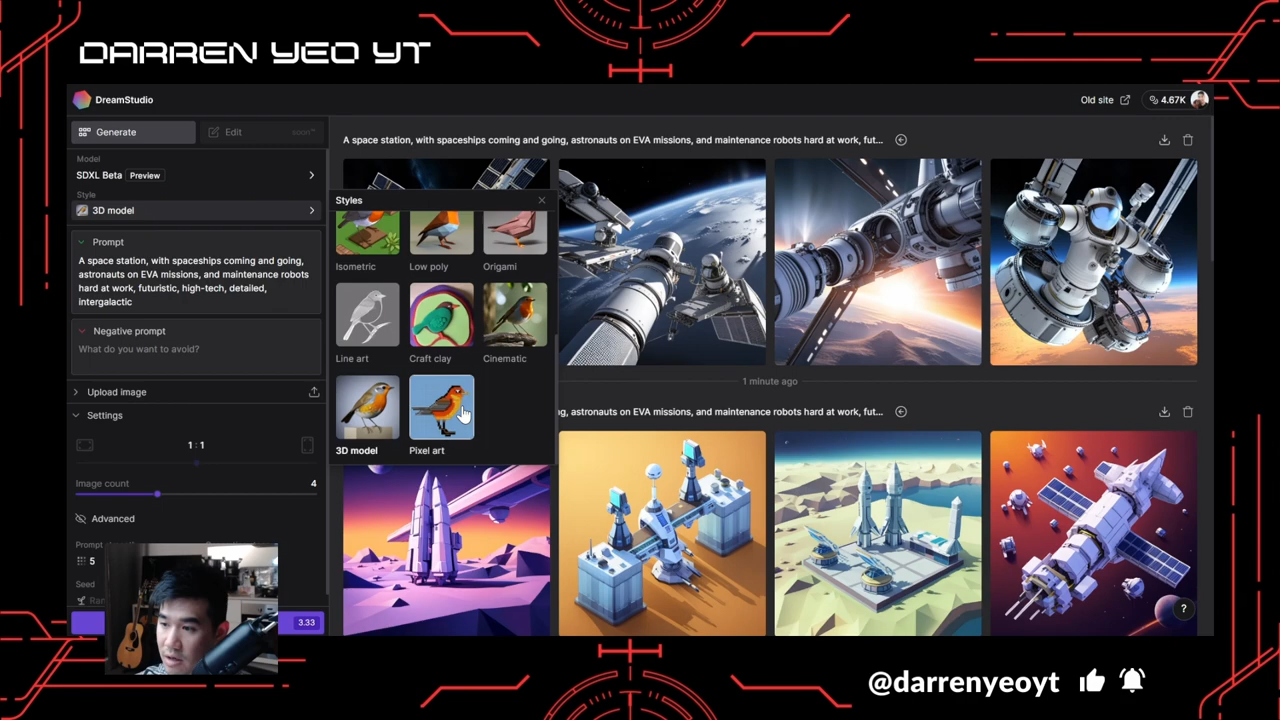 DARREN YEO YT
DreamStudio
Old site
4.67K
Generate
Edit
soon™
Model
SDXL Beta Preview
Style
3D model
Prompt
A space station, with spaceships coming and going,
astronauts on EVA missions, and maintenance robots
hard at work, futuristic, high-tech, detailed,
intergalactic
Negative prompt
What do you want to avoid?
Upload image
Settings
1:1
Image count
4
Advanced
5
Seed
3.33
Styles
Isometric
Low poly
Origami
Line art
Craft clay
Cinematic
3D model
Pixel art
A space station, with spaceships coming and going, astronauts on EVA missions, and maintenance robots hard at work, fut...
1 minute ago
astronauts on EVA missions, and maintenance robots hard at work, fut...
?
@darrenyeoyt